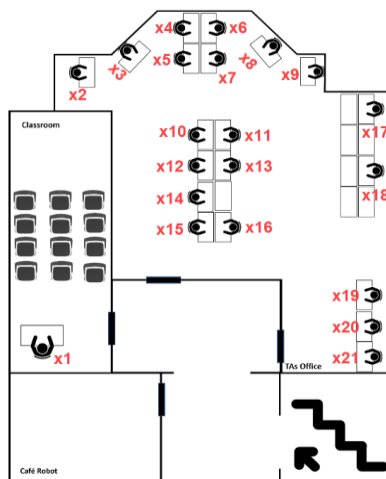 x4
x6
x3
x5
x7
x8
x2
x9
Classroom
x10
x11
x17
x12
x13
x14
x18
x15
x16
x19
x20
x1
x21
TAs Office
Café Robot